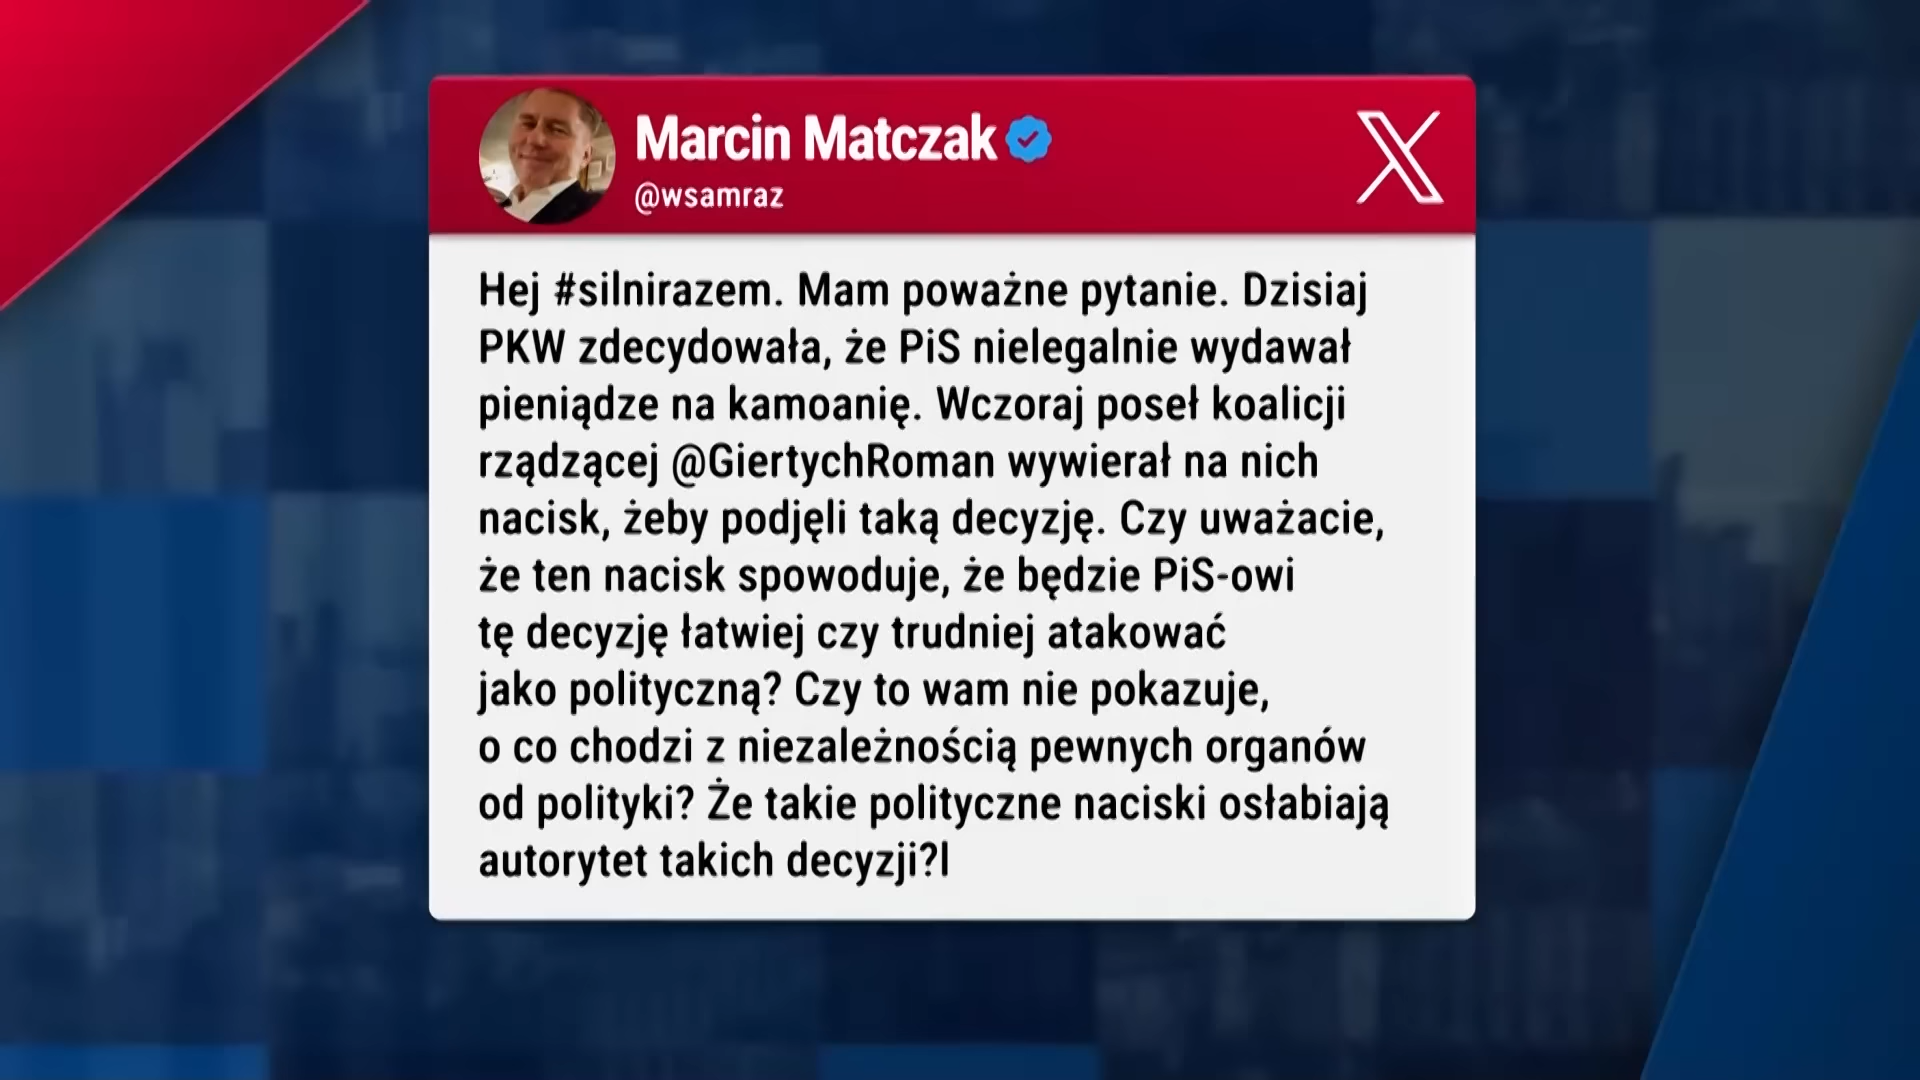 Marcin Matczak
@wsamraz
Hej #silnirazem. Mam poważne pytanie. Dzisiaj
PKW zdecydowała, że PiS nielegalnie wydawał
pieniądze na kamoanię. Wczoraj poseł koalicji
rządzącej @GiertychRoman wywierał na nich
nacisk, żeby podjęli taką decyzję. Czy uważacie,
że ten nacisk spowoduje, że będzie PiS-owi
tę decyzję łatwiej czy trudniej atakować
jako polityczną? Czy to wam nie pokazuje,
o co chodzi z niezależnością pewnych organów
od polityki? Że takie polityczne naciski osłabiają
autorytet takich decyzji?l